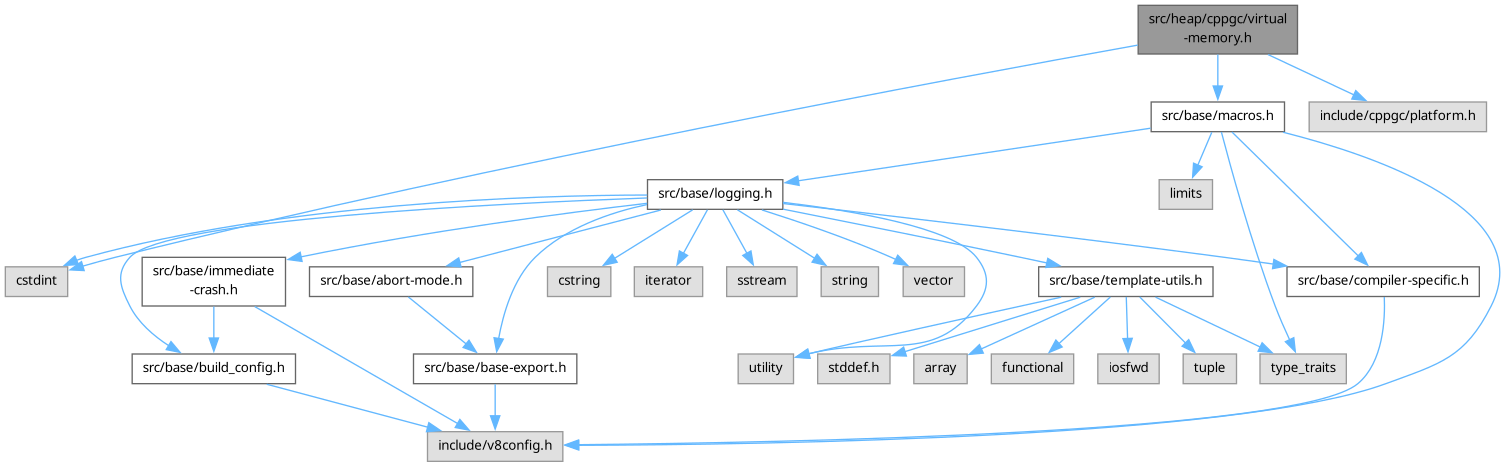 src/heap/cppgc/virtual
-memory.h
src/base/macros.h
include/cppgc/platform.h
src/base/logging.h
limits
cstdint
src/base/immediate
-crash.h
src/base/abort-mode.h
cstring
iterator
sstream
string
vector
src/base/template-utils.h
src/base/compiler-specific.h
src/base/build_config.h
src/base/base-export.h
utility
stddef.h
array
functional
iosfwd
tuple
type_traits
include/v8config.h